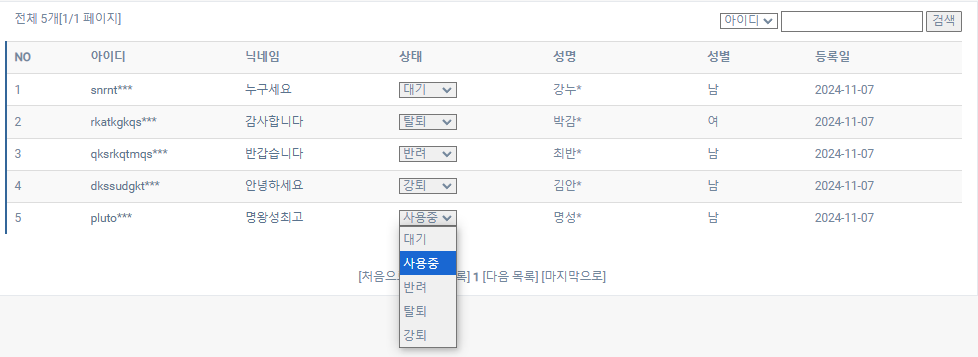 전체 5개[1/1 페이지] 아이디 검색
NO 아이디 닉네임 상태 성명 성별 등록일
1 snrnt*** 누구세요 대기 강누* 남 2024-11-07
2 rkatkgkqs*** 감사합니다 탈퇴 박감* 여 2024-11-07
3 qksrkqtmqs*** 반갑습니다 반려 최반* 남 2024-11-07
4 dkssudgkt*** 안녕하세요 강퇴 김안* 남 2024-11-07
5 pluto*** 명왕성최고 사용중 명성* 남 2024-11-07
대기
사용중
[처음으 록] 1 [다음 목록] [마지막으로]
반려
탈퇴
강퇴